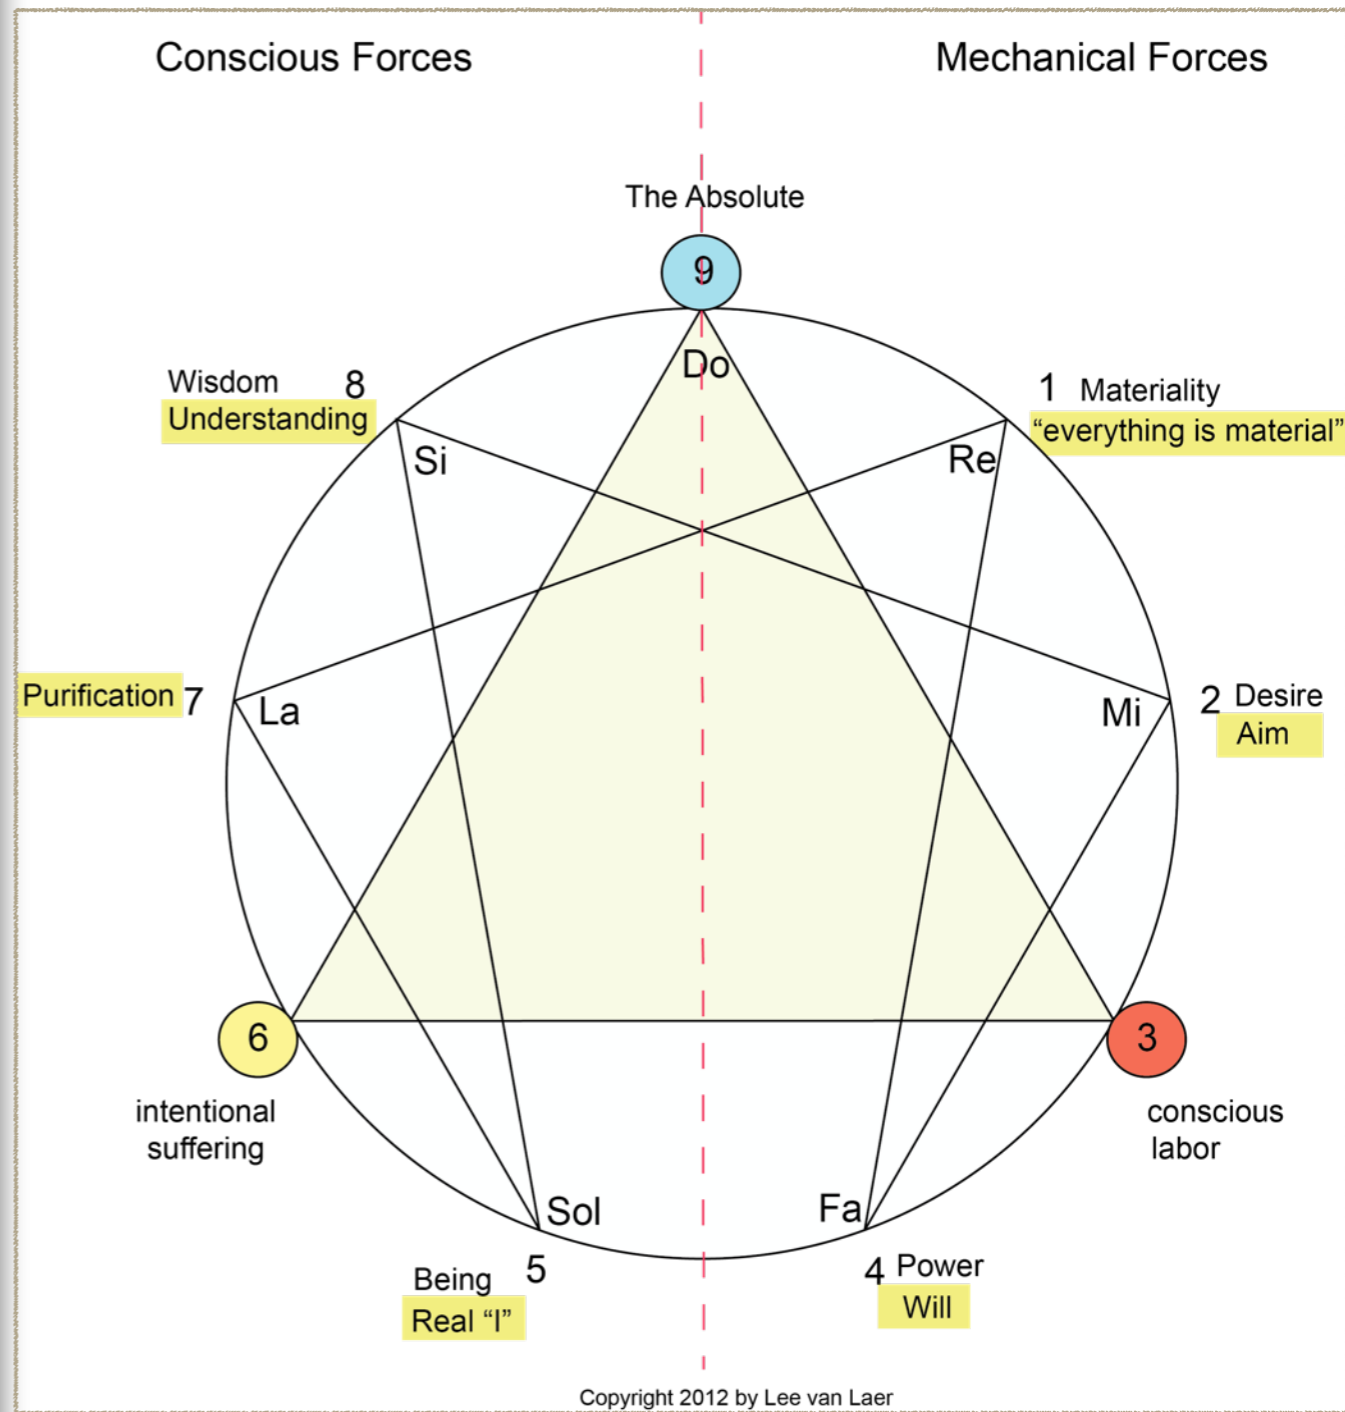 Conscious Forces
Mechanical Forces
The Absolute
9
Do
Wisdom 8
Understanding
1 Materiality
“everything is material”
Si
Re
Purification 7
La
Mi
2 Desire
Aim
6
3
intentional
suffering
conscious
labor
Sol
Fa
Being 5
Real “I”
4 Power
Will
Copyright 2012 by Lee van Laer